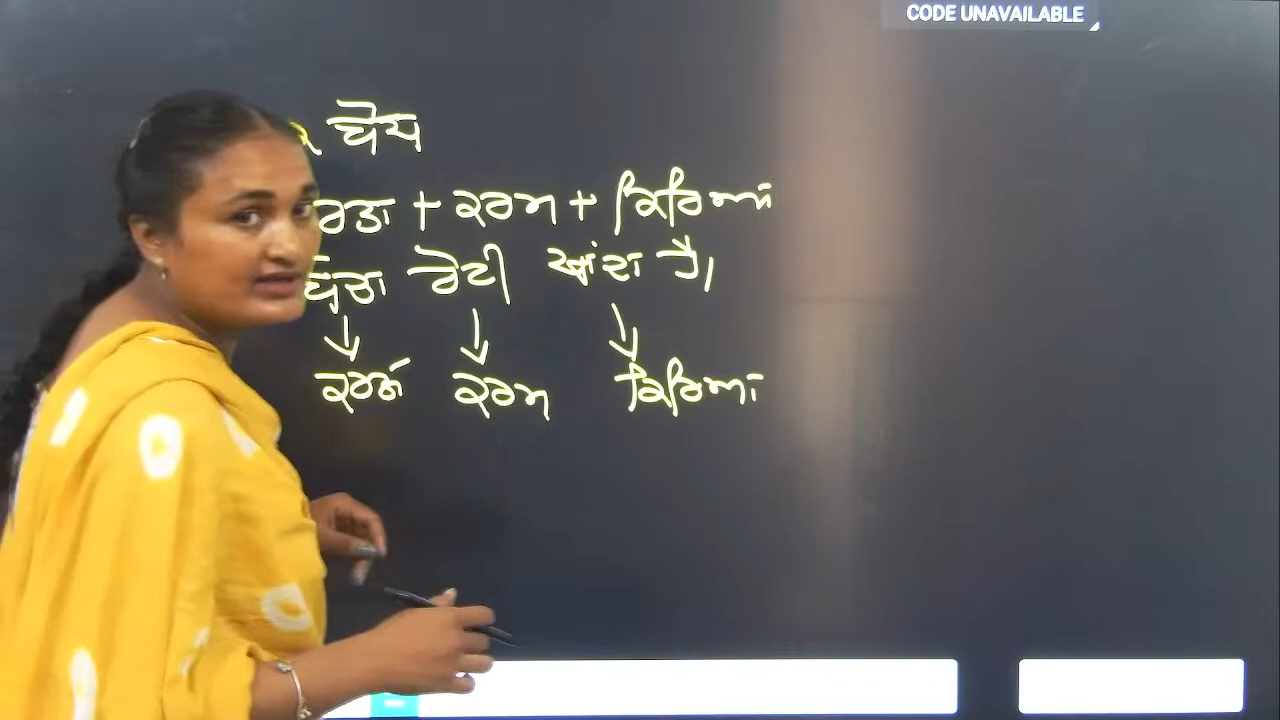 CODE UNAVAILABLE
ਬੋਧ
ਰਤਾ + ਕਰਮ + ਕਿਰਿਆ
ਰੋਟੀ ਖਾਂਦਾ ਹੈ।
↓ ↓ ↓
ਕਰਤਾ ਕਰਮ ਕਿਰਿਆ